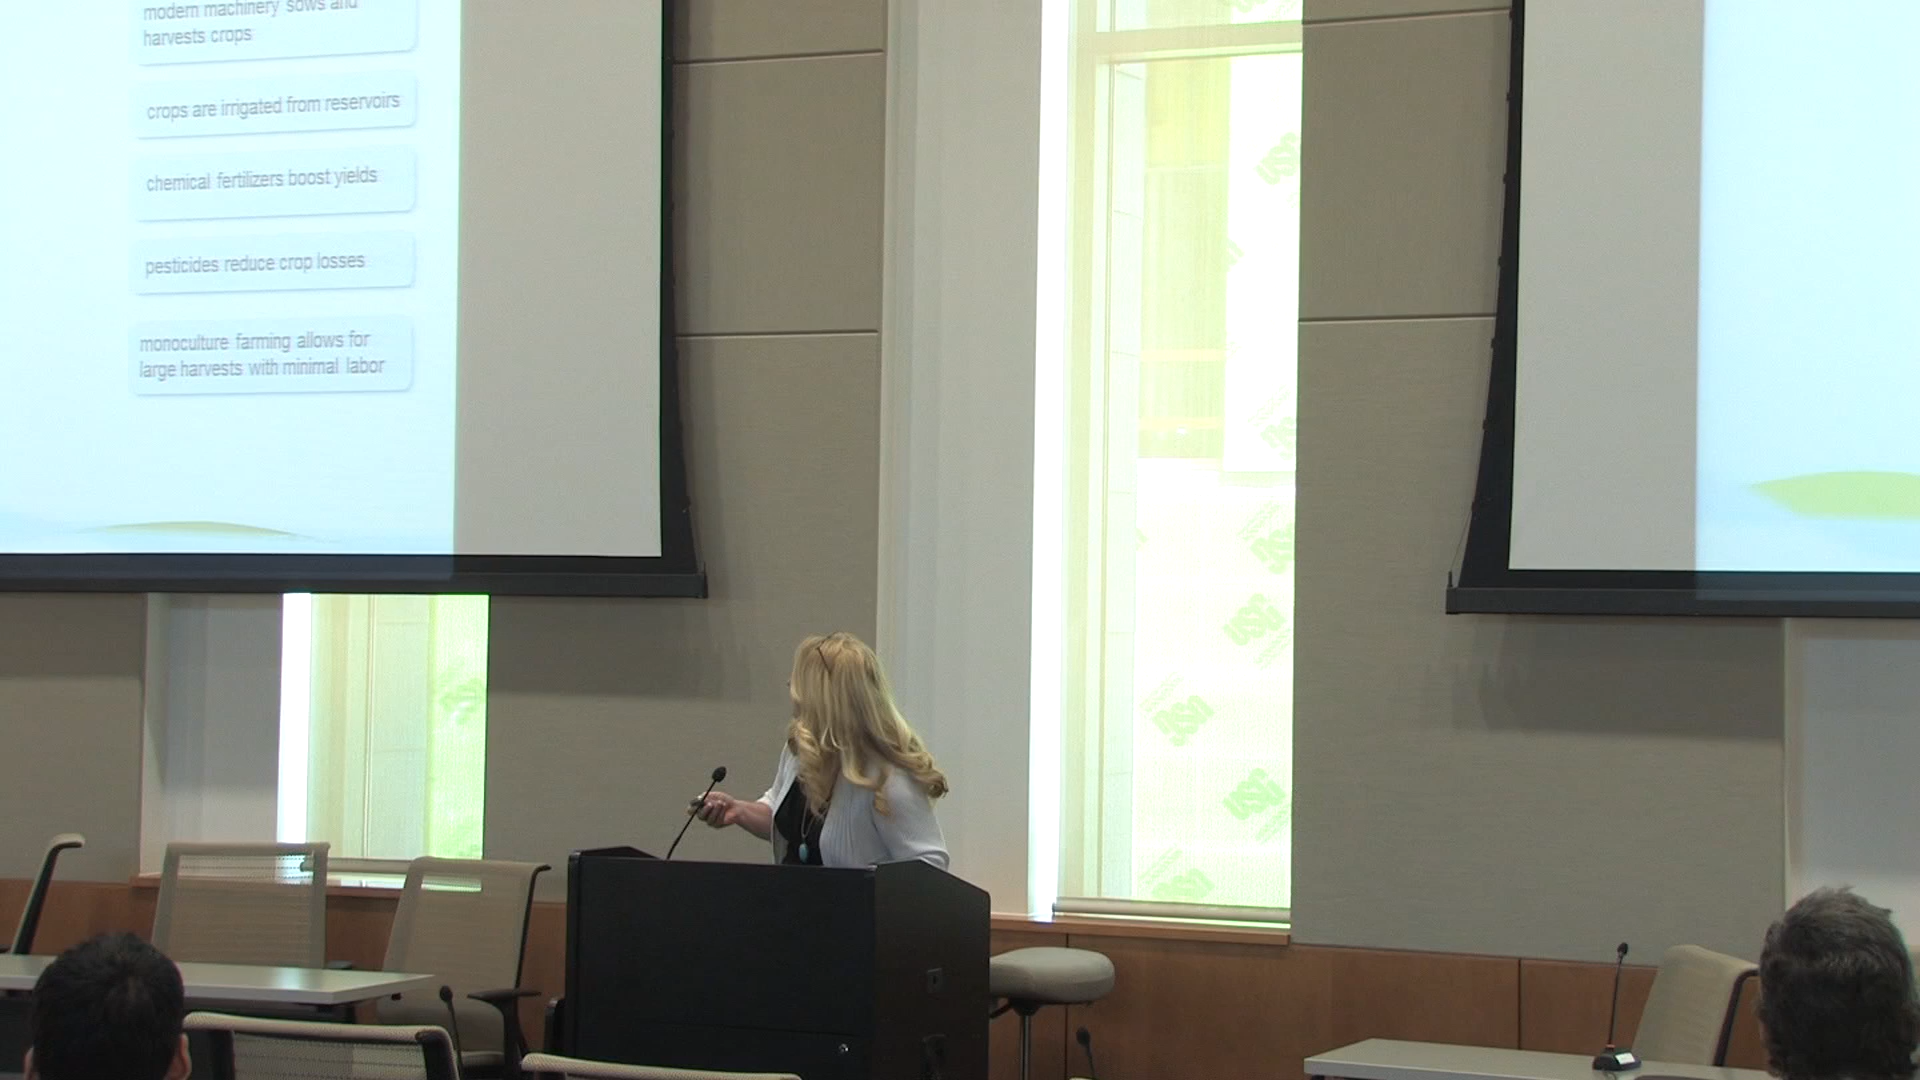 modern machinery sows and
harvests crops
crops are irrigated from reservoirs
chemical fertilizers boost yields
pesticides reduce crop losses
monoculture farming allows for
large harvests with minimal labor